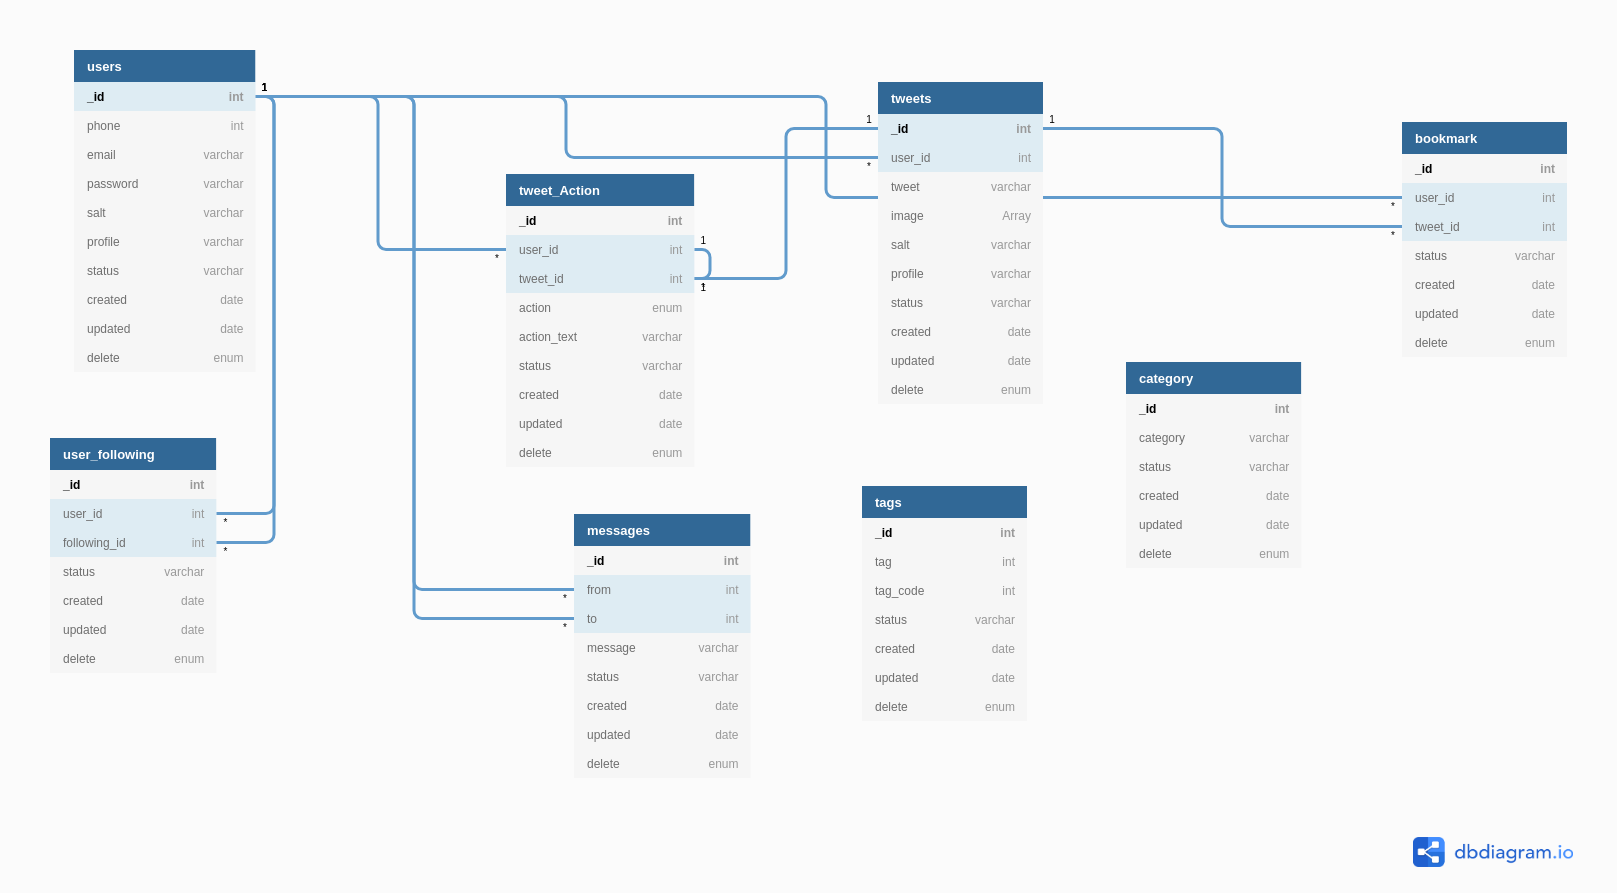 users
1
_id int
phone int
email varchar
password varchar
salt varchar
profile varchar
status varchar
created date
updated date
delete enum
user_following
_id int
user_id int
*
following_id int
*
status varchar
created date
updated date
delete enum
tweet_Action
_id int
user_id int
* 1
tweet_id int
1
*
action enum
action_text varchar
status varchar
created date
updated date
delete enum
messages
_id int
from int
*
to int
*
message varchar
status varchar
created date
updated date
delete enum
tweets
1 1
_id int
user_id int
*
tweet varchar
image Array
salt varchar
profile varchar
status varchar
created date
updated date
delete enum
tags
_id int
tag int
tag_code int
status varchar
created date
updated date
delete enum
category
_id int
category varchar
status varchar
created date
updated date
delete enum
bookmark
_id int
user_id int
*
tweet_id int
*
status varchar
created date
updated date
delete enum
dbdiagram.io